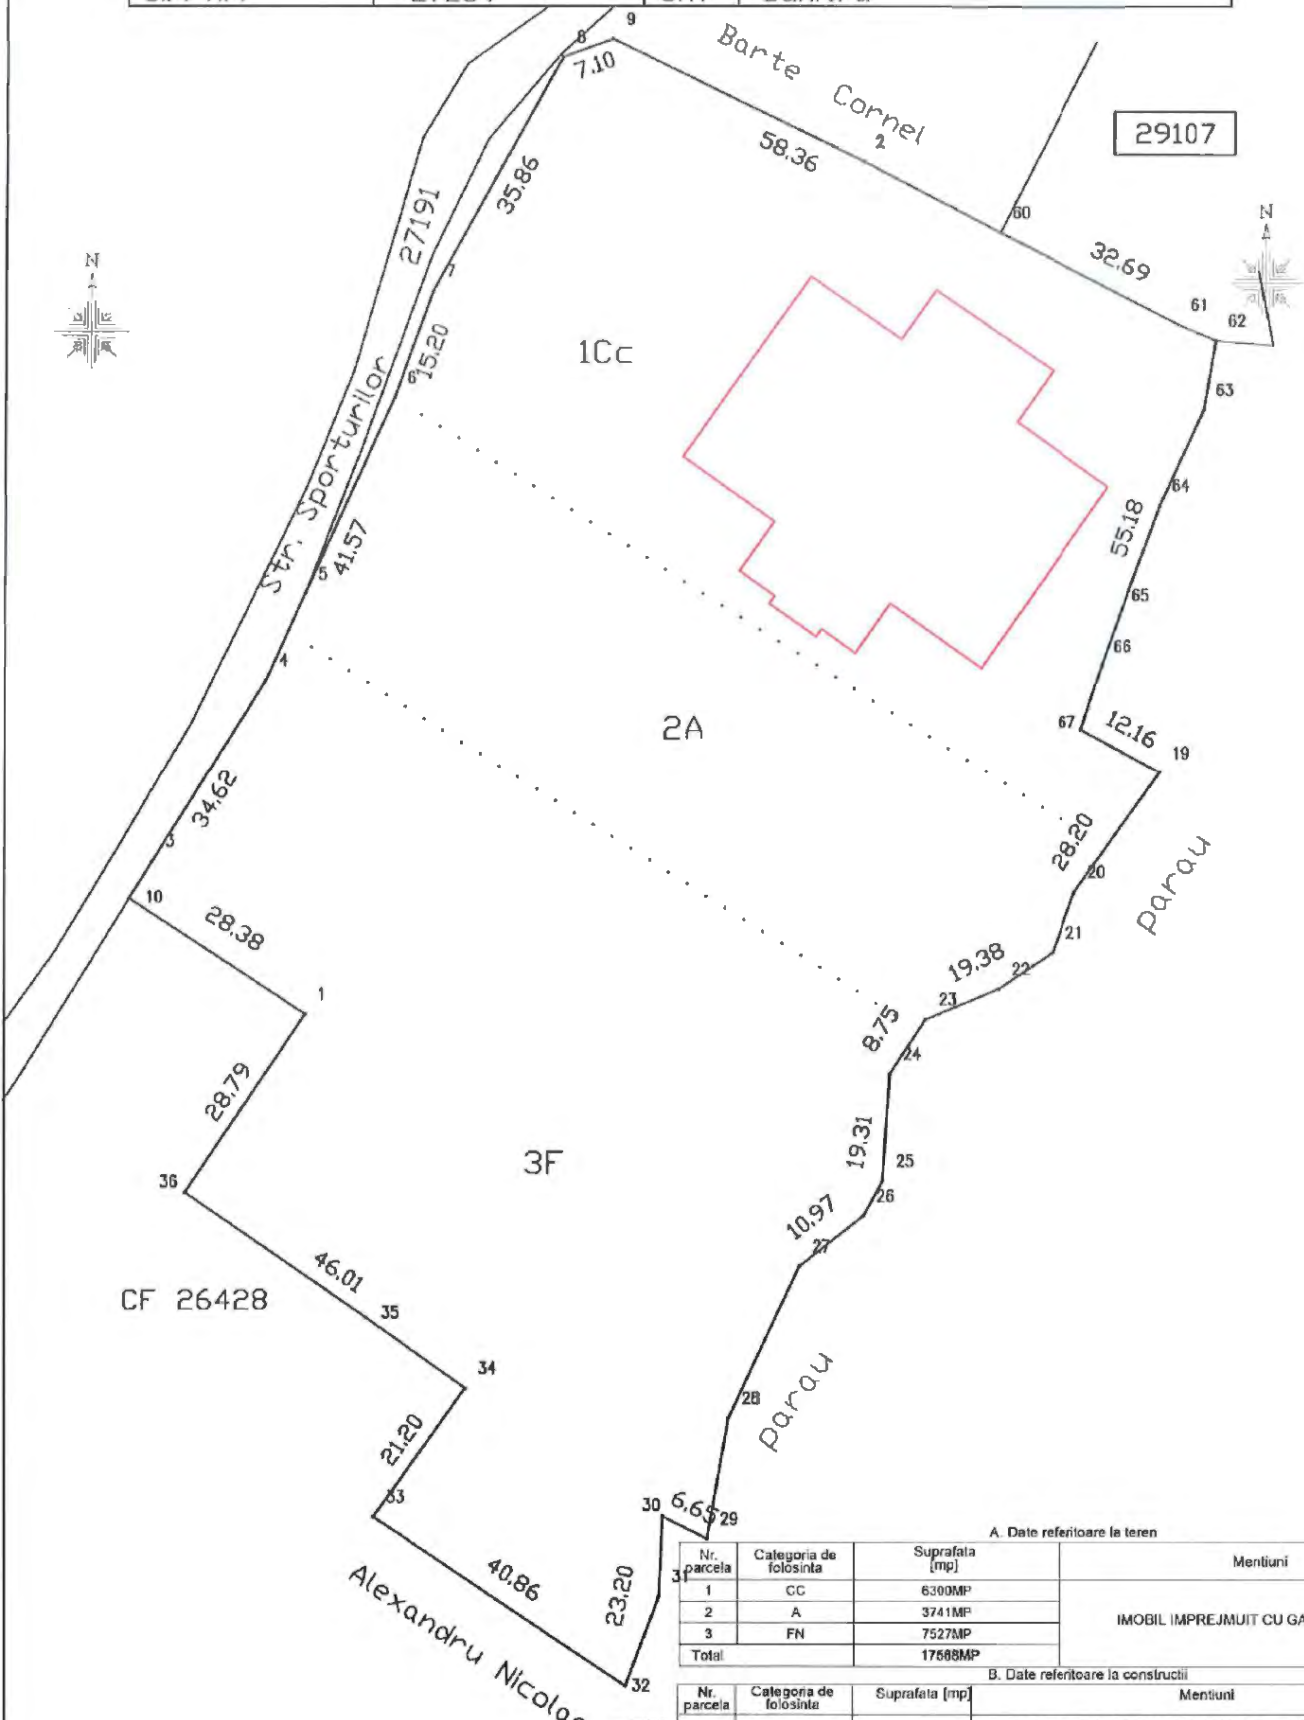 9
8
7.10
Barte Cornel
2
58.36
29107
35.86
27191
60
N
N
32.69
7
61
62
15.20
1Cc
6
63
Str. Sporturilor
64
55.18
41.57
5
65
66
4
67
12.16
19
2A
34.62
28.20
3
20
parau
10
28.38
21
19.38
22
1
23
8.75
24
28.79
19.31
3F
25
36
26
10.97
27
46.01
CF 26428
35
34
parau
28
21.20
33
30
6.65
29
A. Date referitoare la teren
Nr. parcela
Categoria de folosinta
Suprafata [mp]
Mentiuni
40.86
23.20
31
1 CC 6300MP
2 A 3741MP
3 FN 7527MP
IMOBIL IMPREJMUIT CU GA
Total 17568MP
Alexandru Nicolae
32
B. Date referitoare la constructii
Nr. parcela
Categoria de folosinta
Suprafata [mp]
Mentiuni